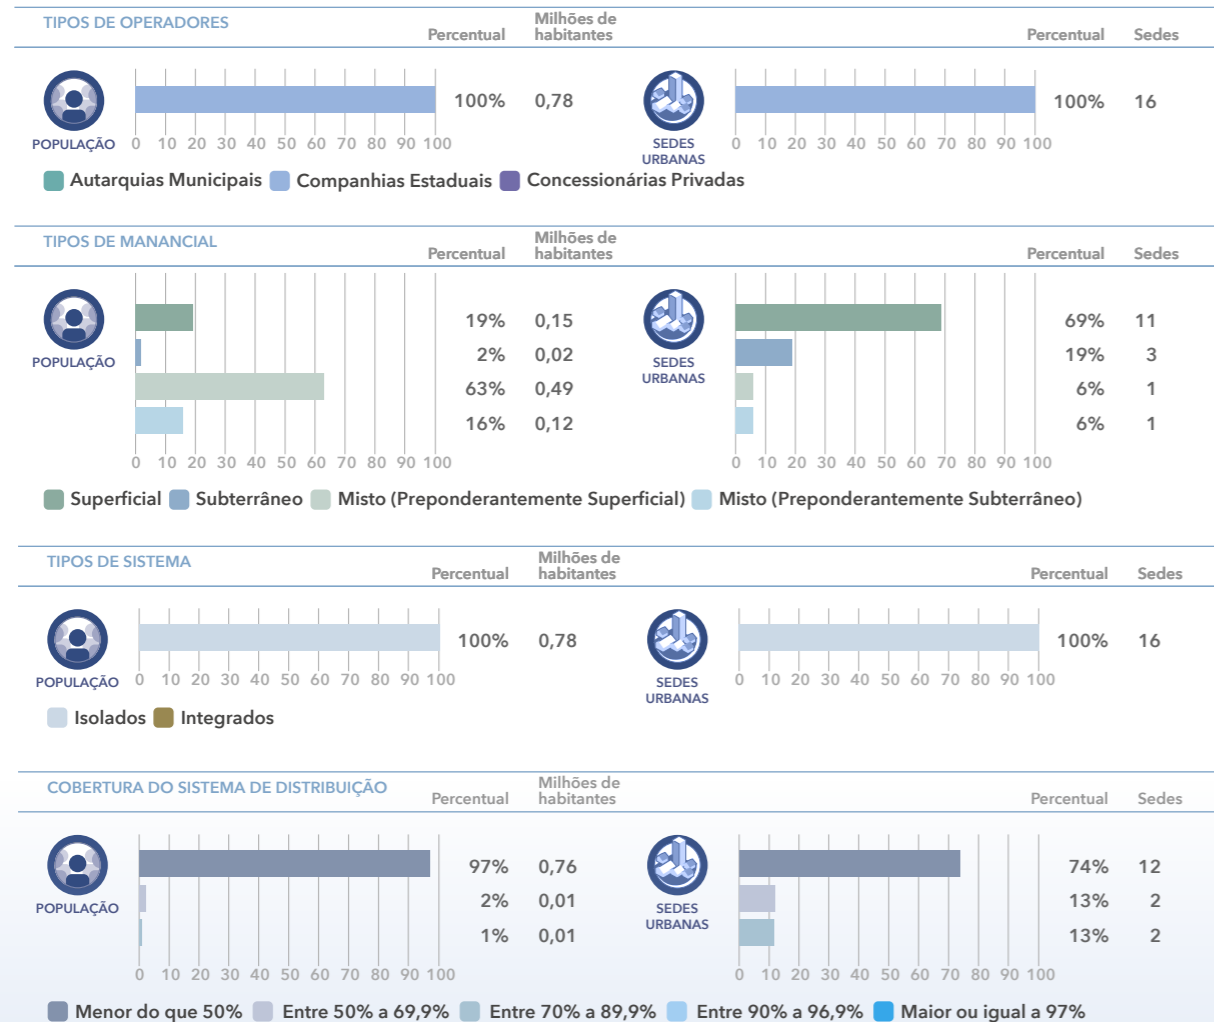 TIPOS DE OPERADORES Percentual Milhões de habitantes Percentual Sedes
100% 0,78 100% 16
POPULAÇÃO 0 10 20 30 40 50 60 70 80 90 100 SEDES URBANAS 0 10 20 30 40 50 60 70 80 90 100
Autarquias Municipais Companhias Estaduais Concessionárias Privadas
TIPOS DE MANANCIAL Percentual Milhões de habitantes Percentual Sedes
19% 0,15 69% 11
POPULAÇÃO 2% 0,02 SEDES URBANAS 19% 3
63% 0,49 6% 1
16% 0,12 6% 1
0 10 20 30 40 50 60 70 80 90 100 0 10 20 30 40 50 60 70 80 90 100
Superficial Subterrâneo Misto (Preponderantemente Superficial) Misto (Preponderantemente Subterrâneo)
TIPOS DE SISTEMA Percentual Milhões de habitantes Percentual Sedes
100% 0,78 100% 16
POPULAÇÃO 0 10 20 30 40 50 60 70 80 90 100 SEDES URBANAS 0 10 20 30 40 50 60 70 80 90 100
Isolados Integrados
COBERTURA DO SISTEMA DE DISTRIBUIÇÃO Percentual Milhões de habitantes Percentual Sedes
97% 0,76 74% 12
POPULAÇÃO 2% 0,01 SEDES URBANAS 13% 2
1% 0,01 13% 2
0 10 20 30 40 50 60 70 80 90 100 0 10 20 30 40 50 60 70 80 90 100
Menor do que 50% Entre 50% a 69,9% Entre 70% a 89,9% Entre 90% a 96,9% Maior ou igual a 97%